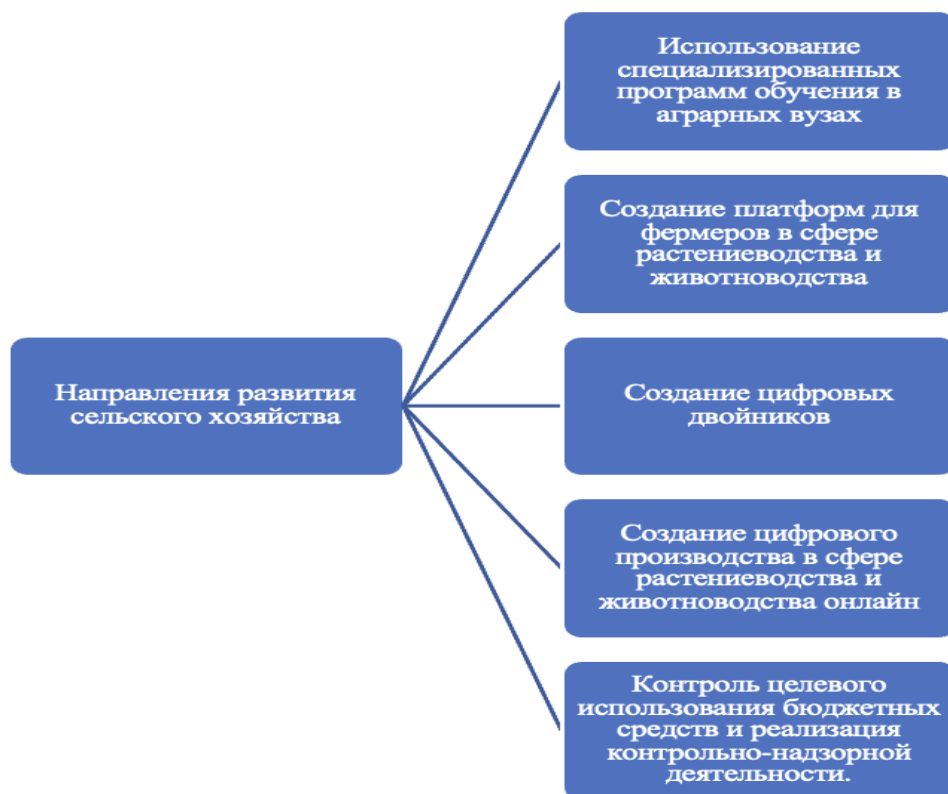 Использование
специализированных
программ обучения в
аграрных вузах
Создание платформ для
фермеров в сфере
растениеводства и
животноводства
Направления развития
сельского хозяйства
Создание цифровых
двойников
Создание цифрового
производства в сфере
растениеводства и
животноводства онлайн
Контроль целевого
использования бюджетных
средств и реализация
контрольно-надзорной
деятельности.